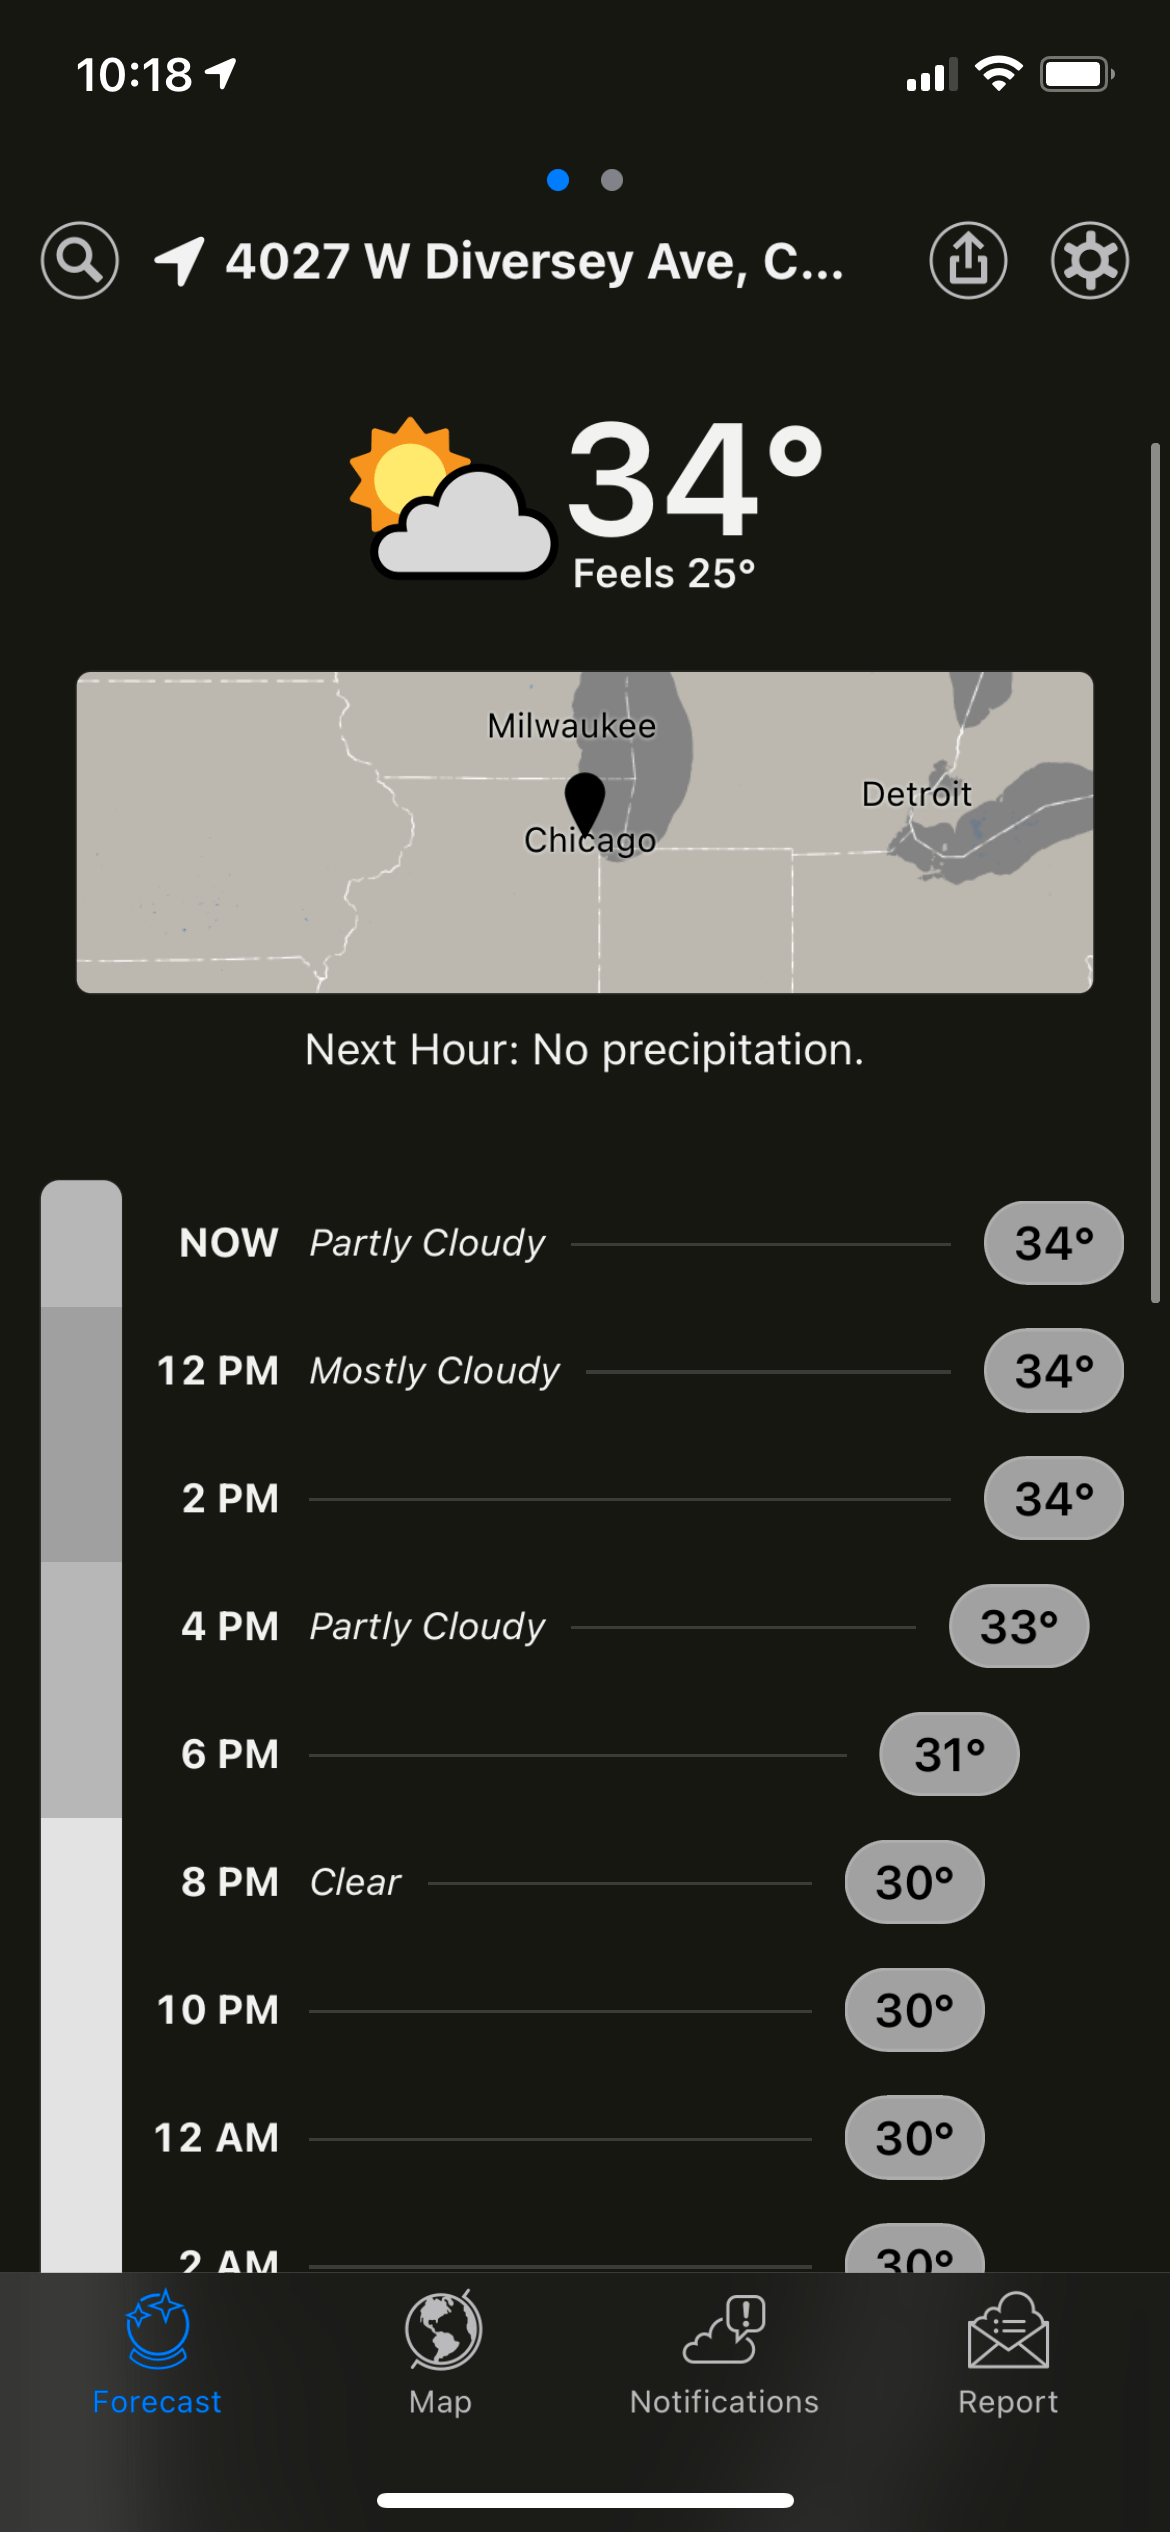 10:18
4027 W Diversey Ave, C...
34°
Feels 25°
Milwaukee
Detroit
Chicago
Next Hour: No precipitation.
NOW Partly Cloudy 34°
12 PM Mostly Cloudy 34°
2 PM 34°
4 PM Partly Cloudy 33°
6 PM 31°
8 PM Clear 30°
10 PM 30°
12 AM 30°
2 AM 30°
Forecast Map Notifications Report